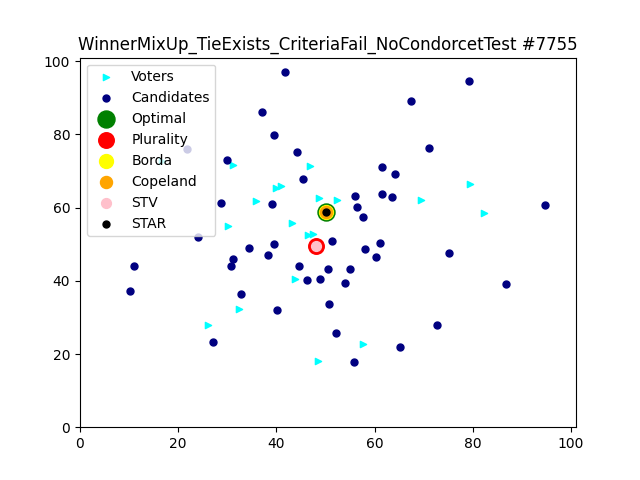 WinnerMixUp_TieExists_CriteriaFail_NoCondorcetTest #7755
Voters
Candidates
Optimal
Plurality
Borda
Copeland
STV
STAR
100
80
60
40
20
0
0 20 40 60 80 100